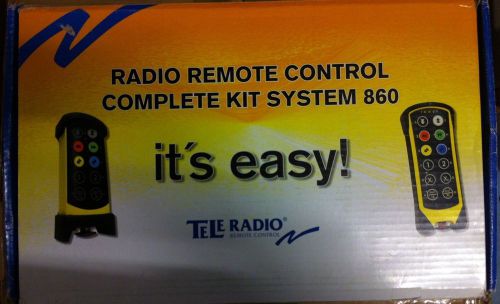 RADIO REMOTE CONTROL
COMPLETE KIT SYSTEM 860
it´s easy!
TELE RADIO®
REMOTE CONTROL